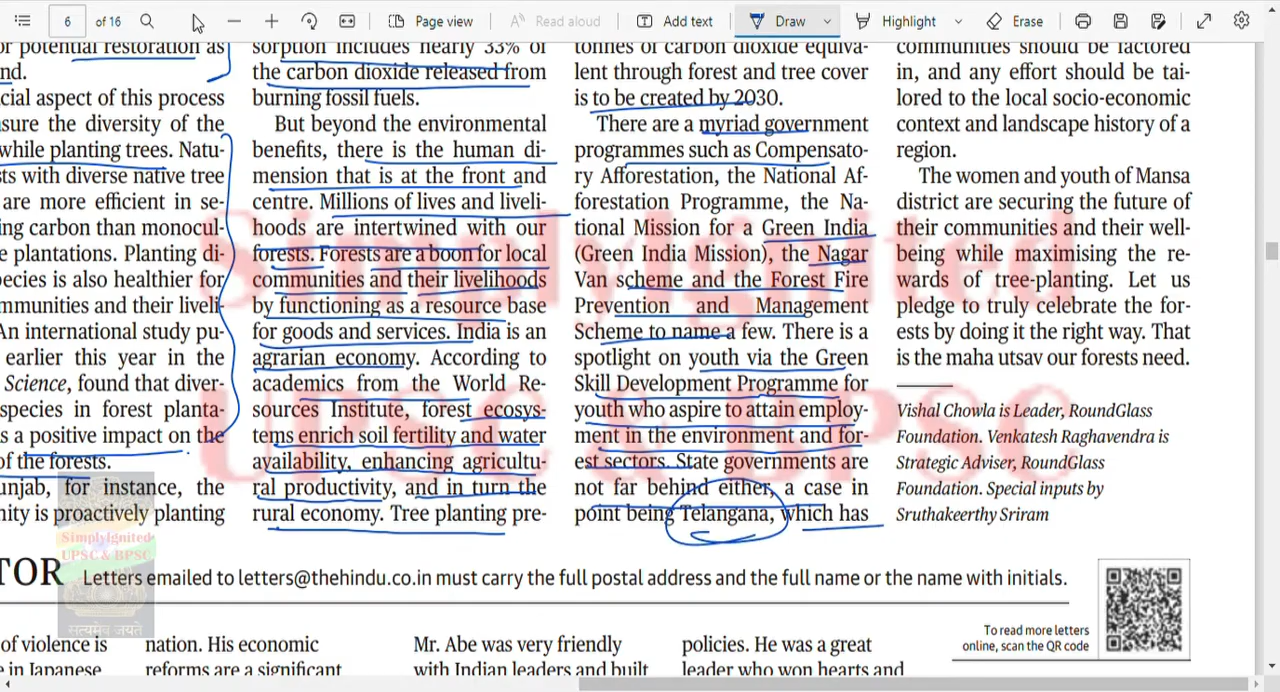 6 of 16
Page view
Read aloud
Add text
Draw
Highlight
Erase
or potential restoration as
nd.
cial aspect of this process
sure the diversity of the
while planting trees. Natu-
sts with diverse native tree
are more efficient in se-
ing carbon than monocul-
e plantations. Planting di-
pecies is also healthier for
mmunities and their liveli-
An international study pu-
earlier this year in the
Science, found that diver-
species in forest planta-
s a positive impact on the
of the forests.
unjab, for instance, the
nity is proactively planting
sorption includes nearly 33% of
the carbon dioxide released from
burning fossil fuels.
But beyond the environmental
benefits, there is the human di-
mension that is at the front and
centre. Millions of lives and liveli-
hoods are intertwined with our
forests. Forests are a boon for local
communities and their livelihoods
by functioning as a resource base
for goods and services. India is an
agrarian economy. According to
academics from the World Re-
sources Institute, forest ecosys-
tems enrich soil fertility and water
availability, enhancing agricultu-
ral productivity, and in turn the
rural economy. Tree planting pre-
tonnes of carbon dioxide equiva-
lent through forest and tree cover
is to be created by 2030.
There are a myriad government
programmes such as Compensato-
ry Afforestation, the National Af-
forestation Programme, the Na-
tional Mission for a Green India
(Green India Mission), the Nagar
Van scheme and the Forest Fire
Prevention and Management
Scheme to name a few. There is a
spotlight on youth via the Green
Skill Development Programme for
youth who aspire to attain employ-
ment in the environment and for-
est sectors. State governments are
not far behind either, a case in
point being Telangana, which has
communities should be factored
in, and any effort should be tai-
lored to the local socio-economic
context and landscape history of a
region.
The women and youth of Mansa
district are securing the future of
their communities and their well-
being while maximising the re-
wards of tree-planting. Let us
pledge to truly celebrate the for-
ests by doing it the right way. That
is the maha utsav our forests need.
Vishal Chowla is Leader, RoundGlass
Foundation. Venkatesh Raghavendra is
Strategic Adviser, RoundGlass
Foundation. Special inputs by
Sruthakeerthy Sriram
SimplyIgnited
UPSC & BPSC
SimplyIgnited
UPSC & BPSC
सत्यमेव जयते
TOR Letters emailed to letters@thehindu.co.in must carry the full postal address and the full name or the name with initials.
of violence is
e in Japanese
nation. His economic
reforms are a significant
Mr. Abe was very friendly
with Indian leaders and built
policies. He was a great
leader who won hearts and
To read more letters
online, scan the QR code